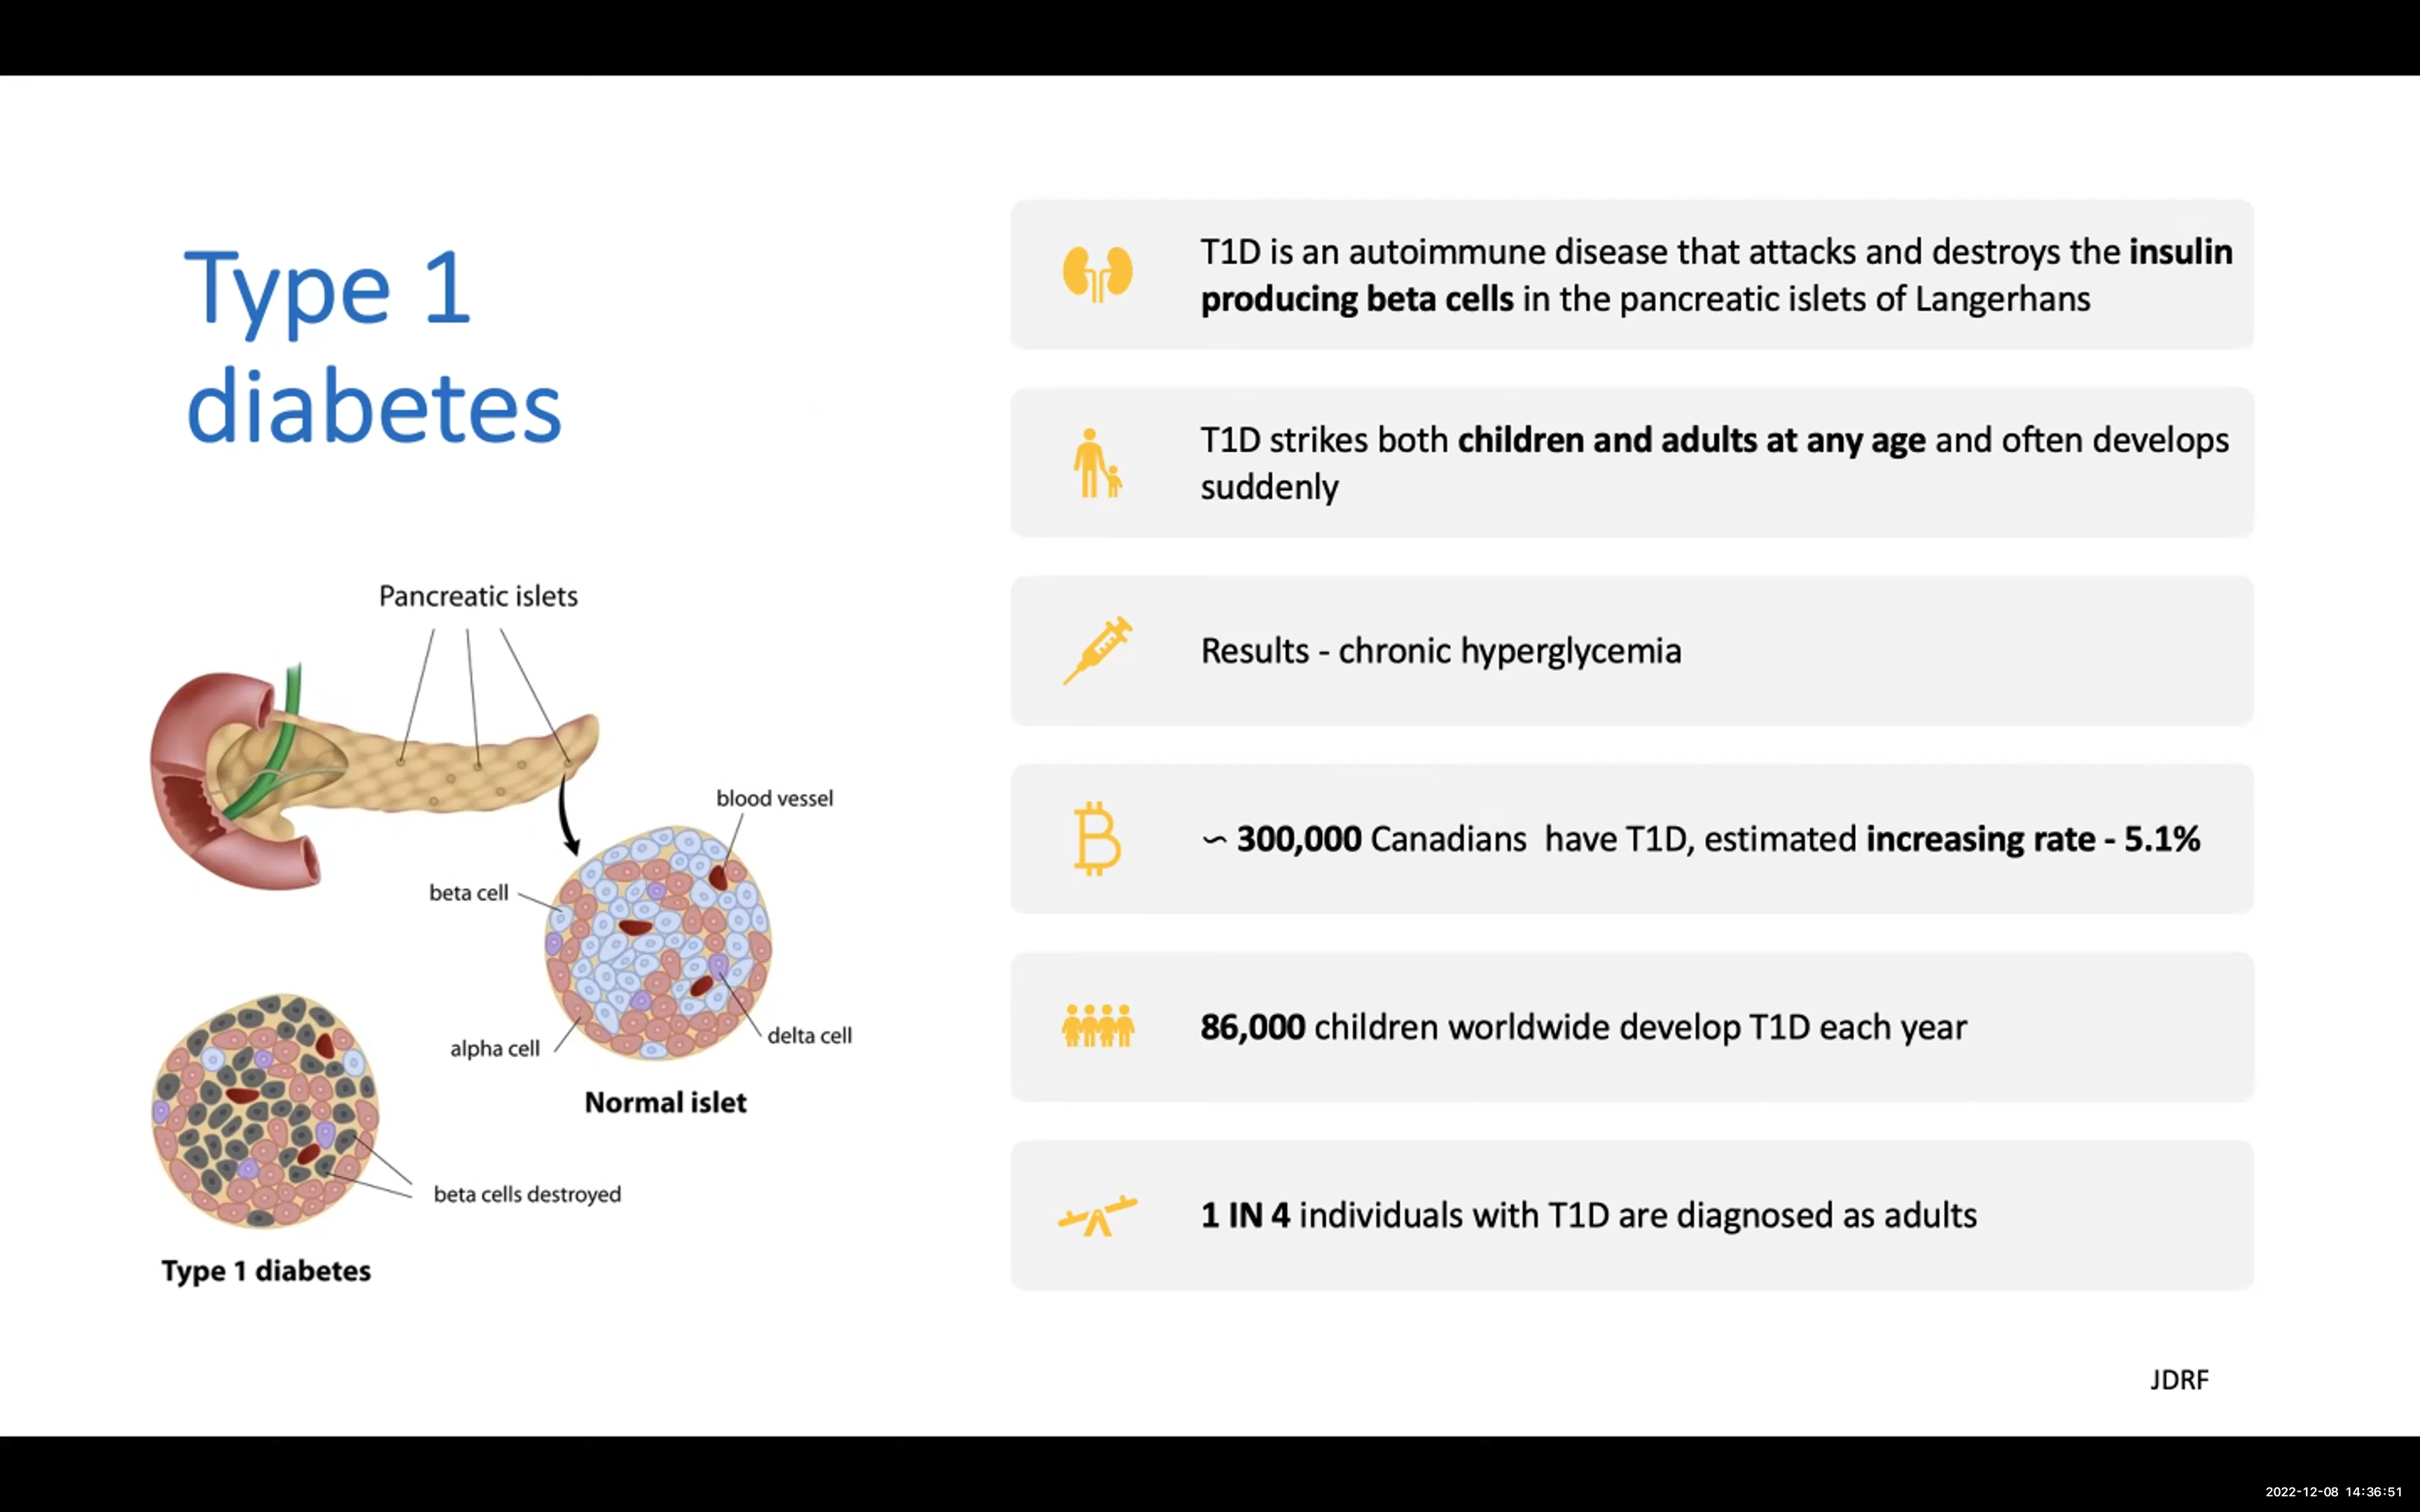 Type 1
diabetes
Pancreatic islets
blood vessel
beta cell
alpha cell
delta cell
Normal islet
beta cells destroyed
Type 1 diabetes
T1D is an autoimmune disease that attacks and destroys the insulin
producing beta cells in the pancreatic islets of Langerhans
T1D strikes both children and adults at any age and often develops
suddenly
Results - chronic hyperglycemia
~ 300,000 Canadians  have T1D, estimated increasing rate - 5.1%
86,000 children worldwide develop T1D each year
1 IN 4 individuals with T1D are diagnosed as adults
JDRF
2022-12-08 14:36:51